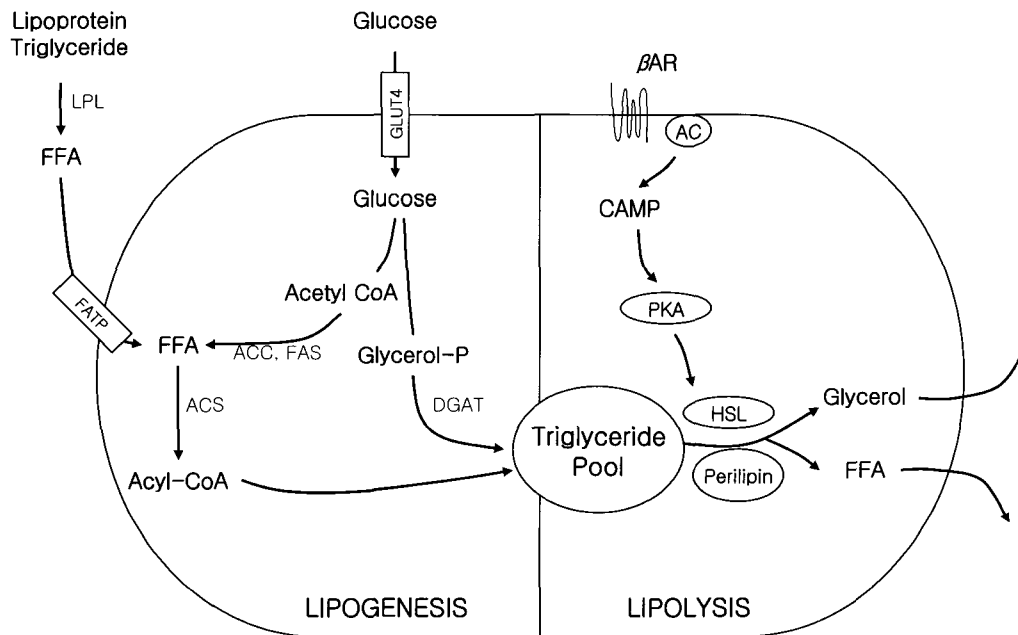 Lipoprotein
Triglyceride
LPL
FFA
FATP
Glucose
GLUT4
Glucose
Acetyl CoA
ACC, FAS
FFA
Glycerol-P
ACS
DGAT
Acyl-CoA
Triglyceride
Pool
LIPOGENESIS
βAR
AC
CAMP
PKA
HSL
Perilipin
Glycerol
FFA
LIPOLYSIS